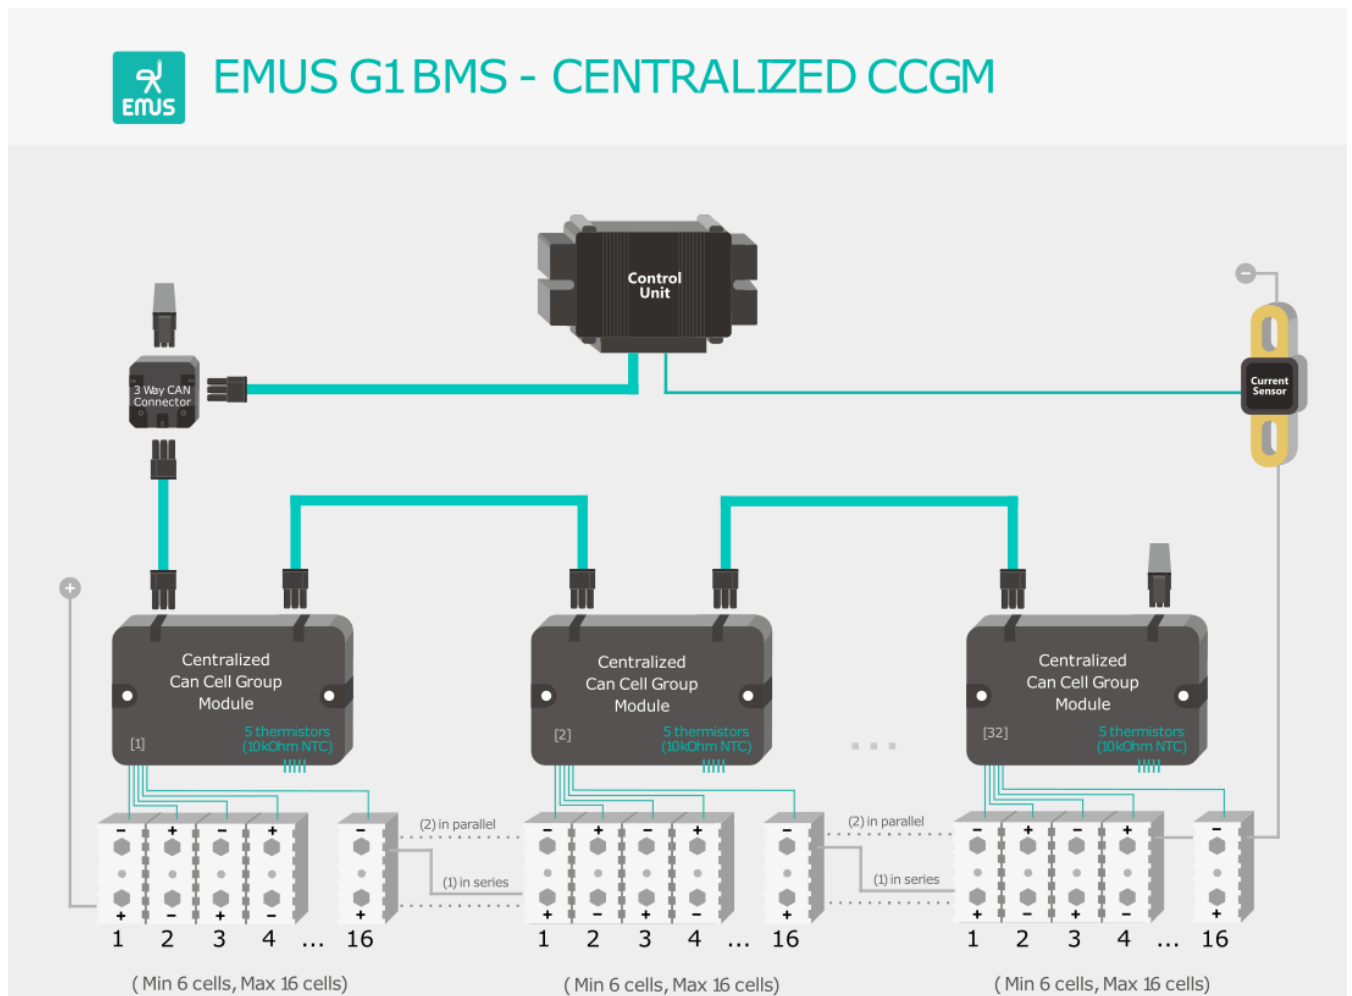 EMUS
EMUS G1 BMS - CENTRALIZED CCGM
Control
Unit
3 Way CAN
Connector
Current
Sensor
−
+
Centralized
Can Cell Group
Module
[1]
5 thermistors
(10kOhm NTC)
Centralized
Can Cell Group
Module
[2]
5 thermistors
(10kOhm NTC)
...
Centralized
Can Cell Group
Module
[32]
5 thermistors
(10kOhm NTC)
− + − + −
(2) in parallel
− + − + −
(2) in parallel
− + − + −
(1) in series
(1) in series
+ − + − +
+ − + − +
+ − + − +
1 2 3 4 ... 16
1 2 3 4 ... 16
1 2 3 4 ... 16
( Min 6 cells, Max 16 cells)
( Min 6 cells, Max 16 cells)
( Min 6 cells, Max 16 cells)